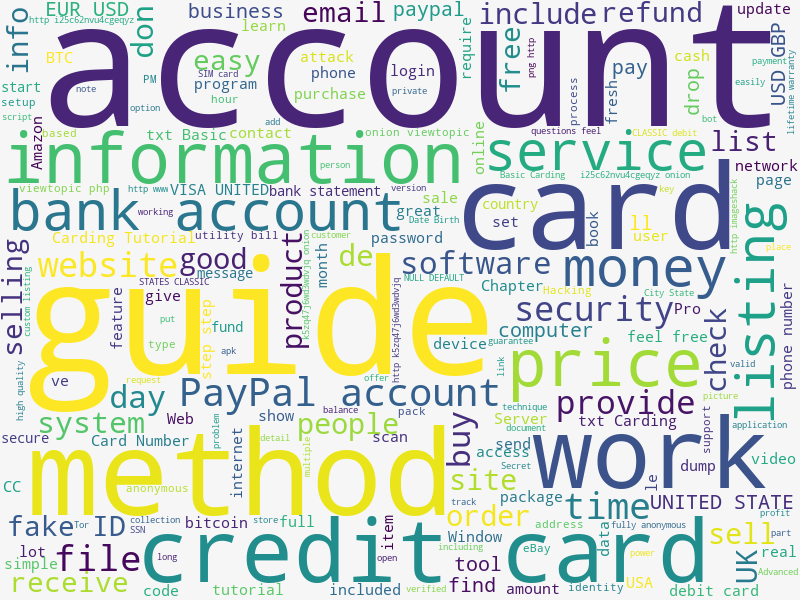 EUR USD
http i25c62nvu4cgeqyz
don
business
email
paypal
include
refund
update
info
account
learn
require
free
cash
USD GBP
BTC
easy
attack
login
png http
payment
lifetime warranty
start
PM
SIM card
program
phone
pay
process
fresh
drop
easily
setup
note
hour
purchase
private
script
option
add
bot
Amazon
based
txt Basic
contact
onion viewtopic
online
questions feel
CLASSIC debit
list
information
person
service
network
Basic Carding
i25c62nvu4cgeqyz onion
viewtopic php
http www
VISA UNITED
bank statement
version
sale
card
key
page
bank account
working
great
Date Birth
country
set
book
ll
user
http imageshack
listing
Carding Tutorial
utility bill
customer
password
selling
website
good
product
k5zq47j6wd3wdvjq onion
month
de
software
money
piace
STATES CLASSIC
message
NULL DEFAULT
Chapter
Hacking
City State
custom listing
feature
give
http k5zq47j6wd3wdvjq
security
Pro
phone number
put
fund
guide
device
computer
guarantee
feel free
check
type
step step
apk
link
price
valid
high quality
ve
request
offer
picture
day
PayPal account
balance
pack
technique
provide
application
system
Web
show
people
buy
Server
document
txt Carding
support
secure
Card Number
problem
internet
scan
send
access
video
detail
multiple
method
Secret
work
dump
CC
anonymous
site
le
track
package
time
UNITED STATE
profit
fake ID
Tor
collection
SSN
bitcoin
store
full
item
order
address
fully anonymous
sell
part
Window
data
lot
file
long
credit card
including
eBay
power
UK
real
simple
open
tool
Advanced
receive
code
tutorial
included
verified
find
amount
identity
USA
debit card